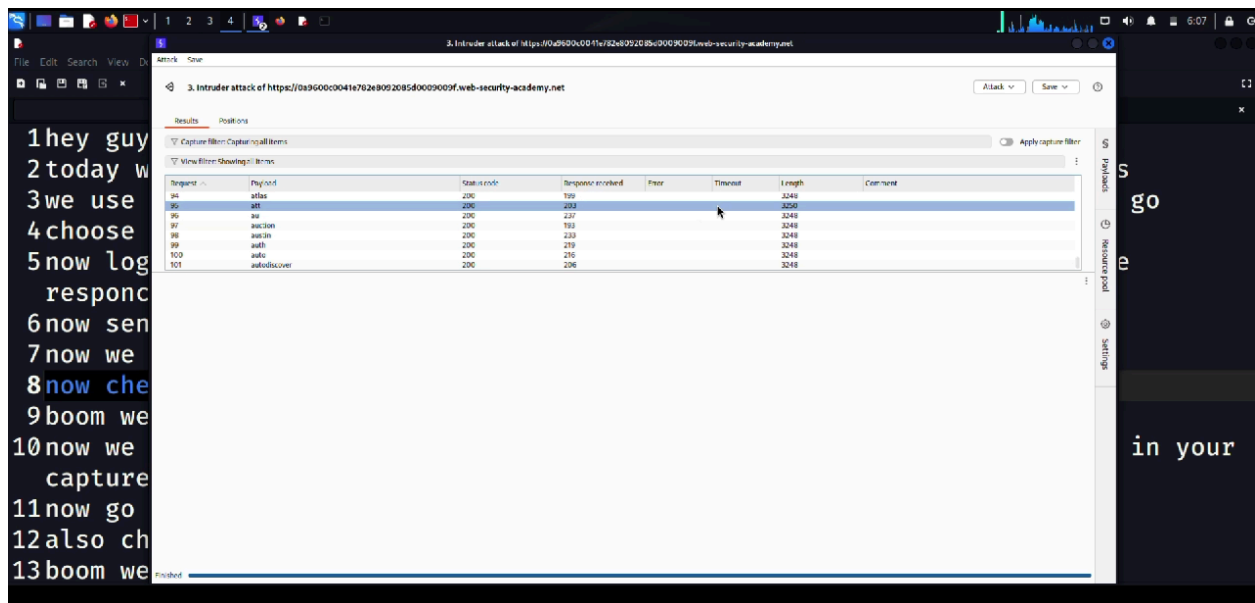 1 2 3 4
6:07
3. Intruder attack of https://0a9600c0041e782e8092085d0009009f.web-security-academy.net
File Edit Search View Do
Attack Save
3. Intruder attack of https://0a9600c0041e782e8092085d0009009f.web-security-academy.net
Attack
Save
Results Positions
Capture filter: Capturing all items
Apply capture filter
View filter: Showing all items
Request Payload Status code Response received Error Timeout Length Comment
94 atlas 200 199 3248
95 att 200 203 3250
96 au 200 237 3248
97 auction 200 193 3248
98 austin 200 233 3248
99 auth 200 219 3248
100 auto 200 216 3248
101 autodiscover 200 206 3248
Payloads
Resource pool
Settings
1 hey guy
2 today w s
3 we use go
4 choose
5 now log e
responc
6 now sen
7 now we
8 now che
9 boom we
10 now we in your
capture
11 now go
12 also ch
13 boom we
Finished